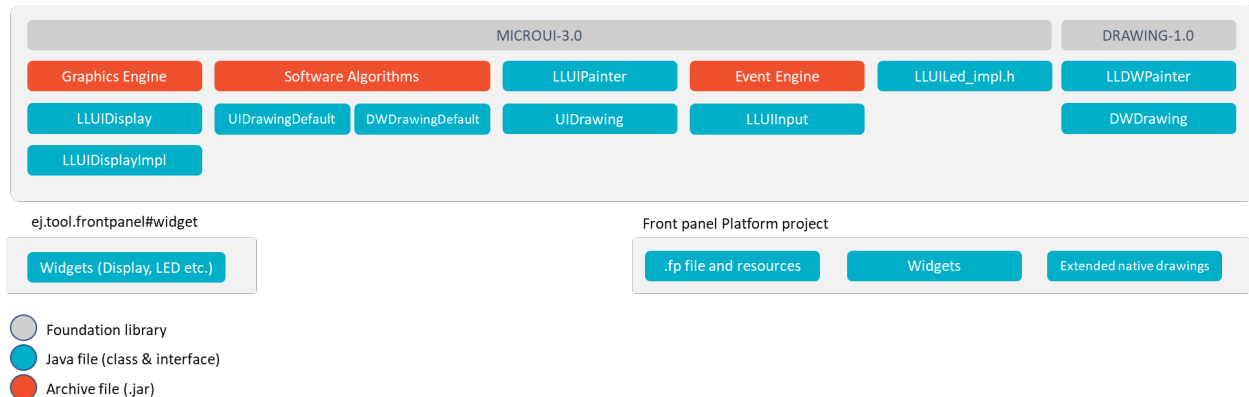 MICROUI-3.0
DRAWING-1.0
Graphics Engine
Software Algorithms
LLUIPainter
Event Engine
LLUILed_impl.h
LLDWPainter
LLUIDisplay
UIDrawingDefault
DWDrawingDefault
UIDrawing
LLUIInput
DWDrawing
LLUIDisplayImpl
ej.tool.frontpanel#widget
Front panel Platform project
Widgets (Display, LED etc.)
.fp file and resources
Widgets
Extended native drawings
Foundation library
Java file (class & interface)
Archive file (.jar)